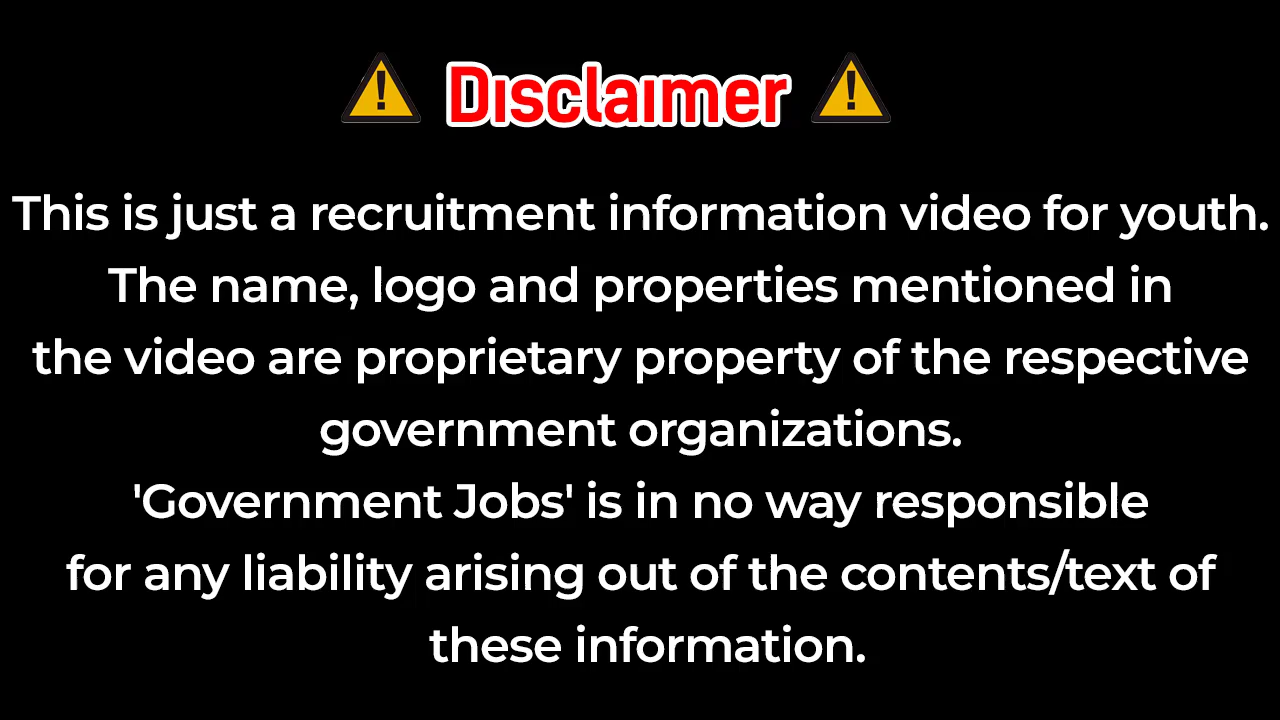 Disclaimer
This is just a recruitment information video for youth.
The name, logo and properties mentioned in
the video are proprietary property of the respective
government organizations.
'Government Jobs' is in no way responsible
for any liability arising out of the contents/text of
these information.